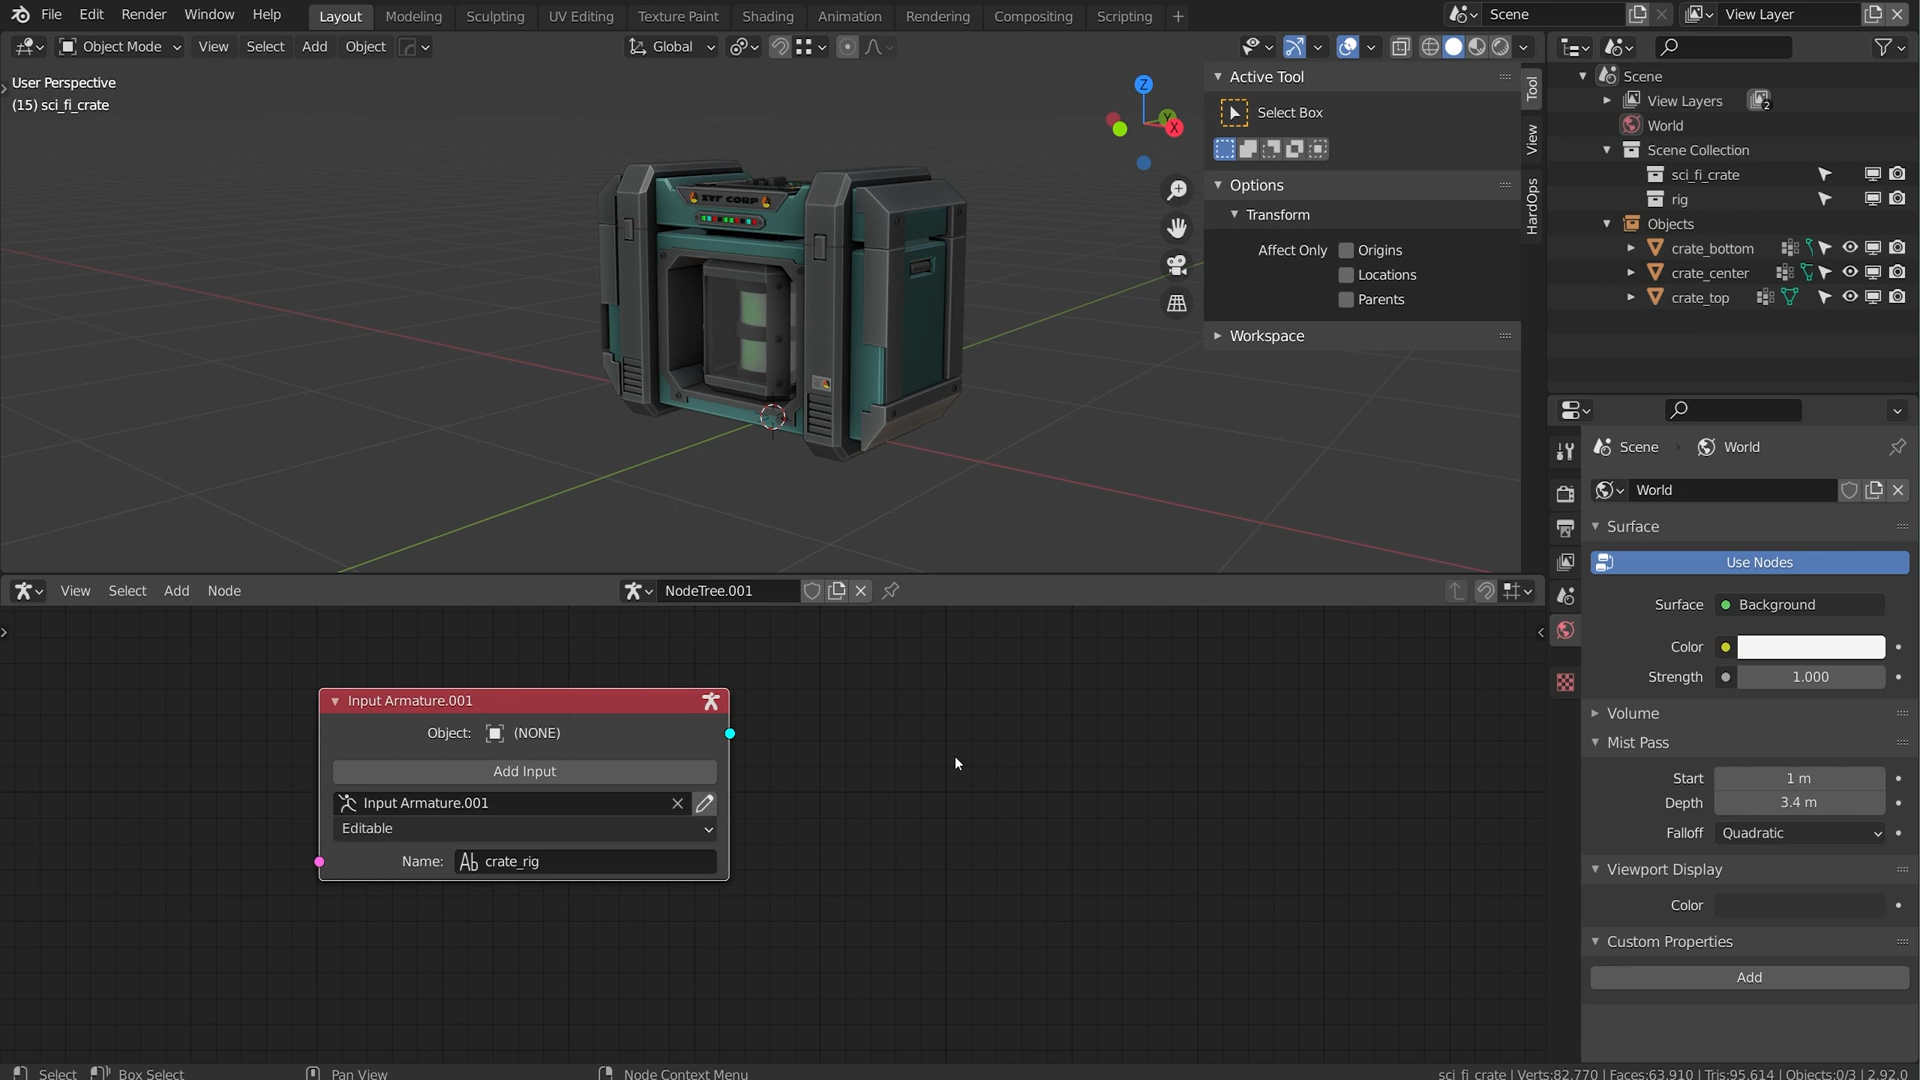 File Edit Render Window Help Layout Modeling Sculpting UV Editing Texture Paint Shading Animation Rendering Compositing Scripting + Scene View Layer
Object Mode View Select Add Object Global
User Perspective
(15) sci_fi_crate
Z
Y
X
XVT CORP
Active Tool
Select Box
Options
Transform
Affect Only Origins
Locations
Parents
Workspace
Tool
View
HardOps
Scene
View Layers 2
World
Scene Collection
sci_fi_crate
rig
Objects
crate_bottom
crate_center
crate_top
Scene World
World
Surface
Use Nodes
Surface Background
Color
Strength 1.000
Volume
Mist Pass
Start 1 m
Depth 3.4 m
Falloff Quadratic
Viewport Display
Color
Custom Properties
Add
View Select Add Node NodeTree.001
Input Armature.001
Object: (NONE)
Add Input
Input Armature.001
Editable
Name: Ab crate_rig
Select Box Select Pan View Node Context Menu sci_fi_crate | Verts:82,770 | Faces:63,910 | Tris:95,614 | Objects:0/3 | 2.92.0